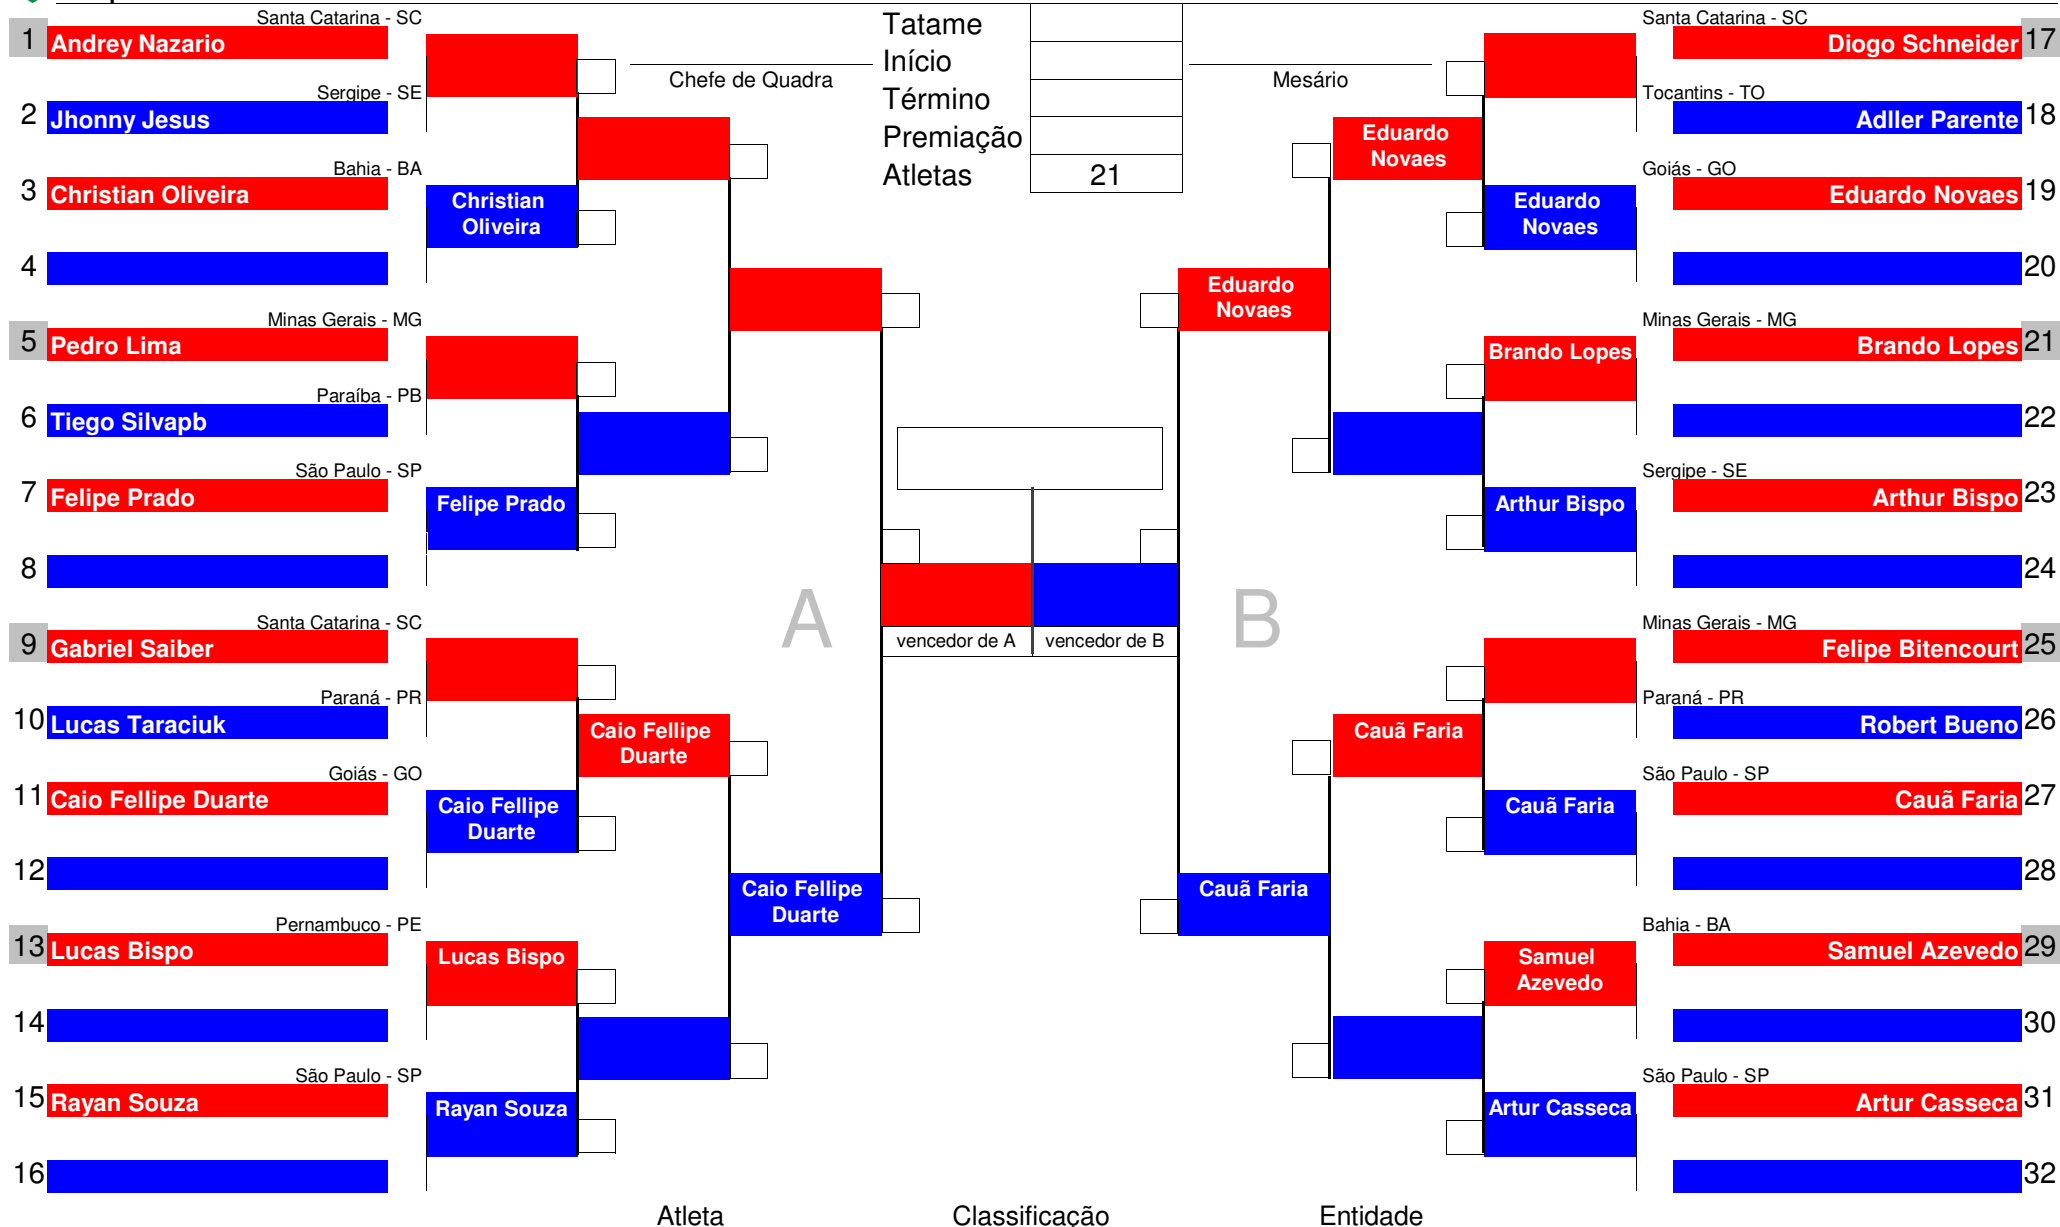 Tatame
Início
Término
Premiação
Atletas 21
Chefe de Quadra
Mesário
Santa Catarina - SC
1 Andrey Nazario
Sergipe - SE
2 Jhonny Jesus
Bahia - BA
3 Christian Oliveira
4
Minas Gerais - MG
5 Pedro Lima
Paraíba - PB
6 Tiego Silvapb
São Paulo - SP
7 Felipe Prado
8
Santa Catarina - SC
9 Gabriel Saiber
Paraná - PR
10 Lucas Taraciuk
Goiás - GO
11 Caio Fellipe Duarte
12
Pernambuco - PE
13 Lucas Bispo
14
São Paulo - SP
15 Rayan Souza
16
Christian
Oliveira
Felipe Prado
Caio Fellipe
Duarte
Lucas Bispo
Rayan Souza
Caio Fellipe
Duarte
Caio Fellipe
Duarte
A
vencedor de A
vencedor de B
B
Eduardo
Novaes
Cauã Faria
Eduardo
Novaes
Cauã Faria
Eduardo
Novaes
Brando Lopes
Arthur Bispo
Cauã Faria
Samuel
Azevedo
Artur Casseca
Santa Catarina - SC
Diogo Schneider 17
Tocantins - TO
Adller Parente 18
Goiás - GO
Eduardo Novaes 19
20
Minas Gerais - MG
Brando Lopes 21
22
Sergipe - SE
Arthur Bispo 23
24
Minas Gerais - MG
Felipe Bitencourt 25
Paraná - PR
Robert Bueno 26
São Paulo - SP
Cauã Faria 27
28
Bahia - BA
Samuel Azevedo 29
30
São Paulo - SP
Artur Casseca 31
32
Atleta Classificação Entidade